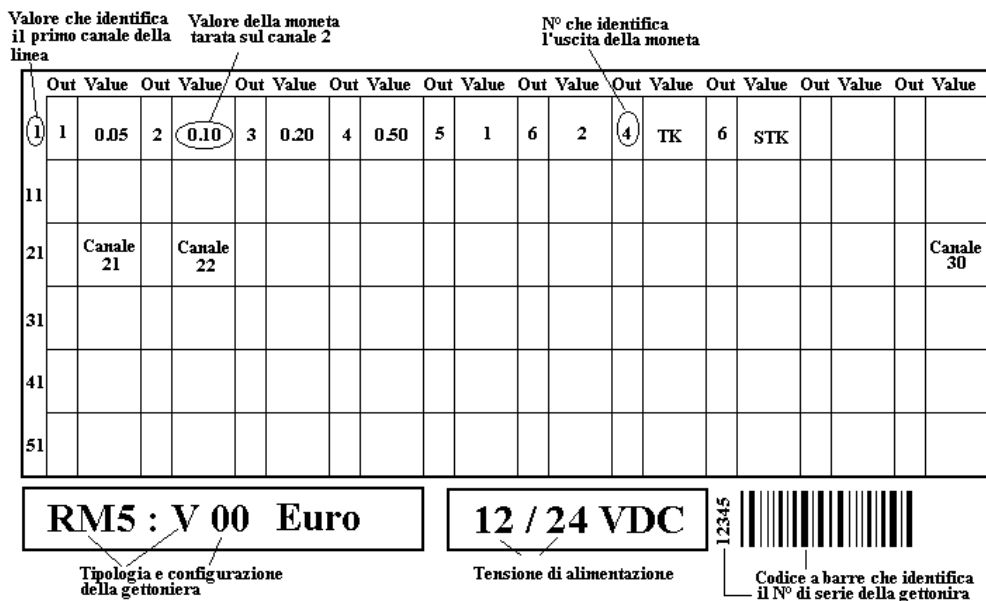 Valore che identifica
il primo canale della
linea
Valore della moneta
tarata sul canale 2
N° che identifica
l'uscita della moneta
Out Value Out Value Out Value Out Value Out Value Out Value Out Value Out Value Out Value Out Value
1 1 0.05 2 0.10 3 0.20 4 0.50 5 1 6 2 4 TK 6 STK
11
21 Canale 21 Canale 22 Canale 30
31
41
51
RM5 : V 00 Euro
12 / 24 VDC
12345
Tipologia e configurazione
della gettoniera
Tensione di alimentazione
Codice a barre che identifica
il N° di serie della gettonira